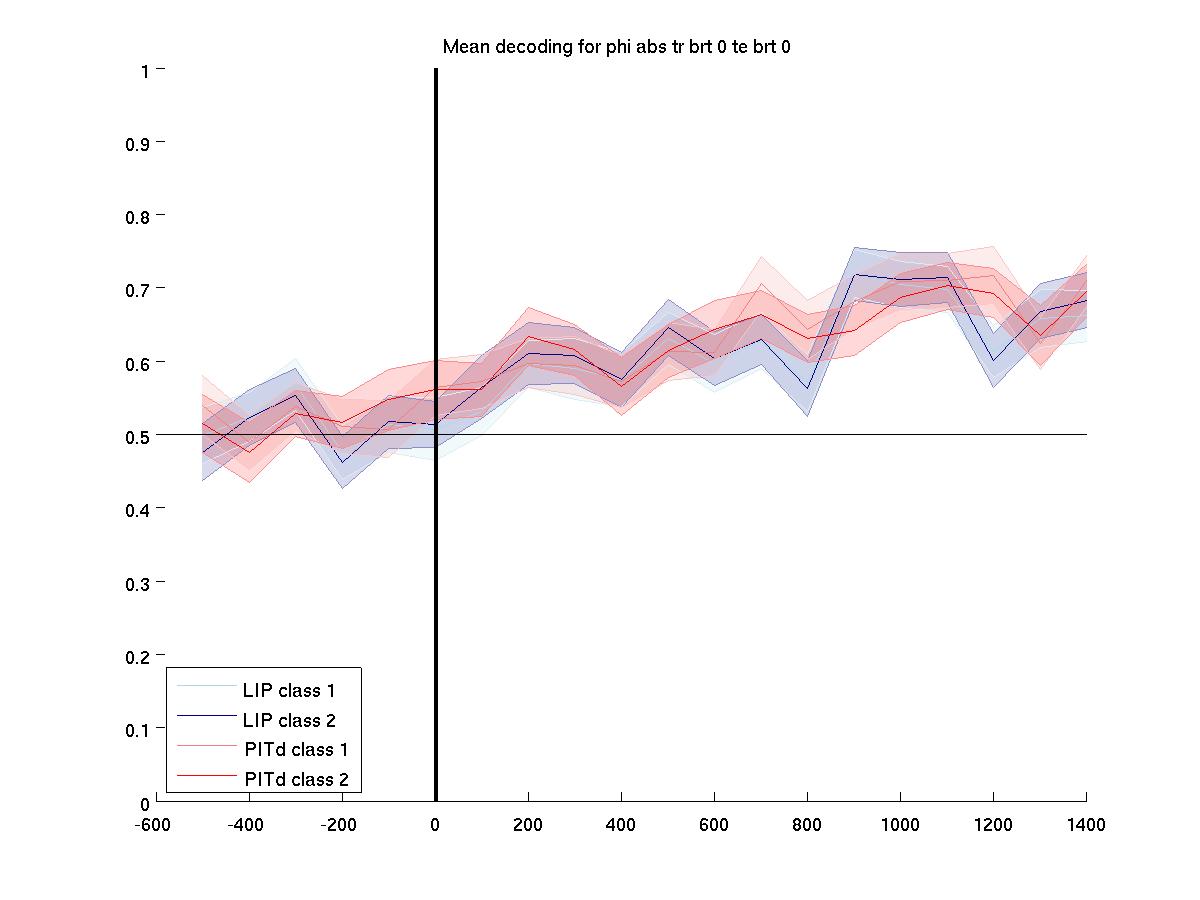 Mean decoding for phi abs tr brt 0 te brt 0
1
0.9
0.8
0.7
0.6
0.5
0.4
0.3
0.2
0.1
0
LIP class 1
LIP class 2
PITd class 1
PITd class 2
-600 -400 -200 0 200 400 600 800 1000 1200 1400